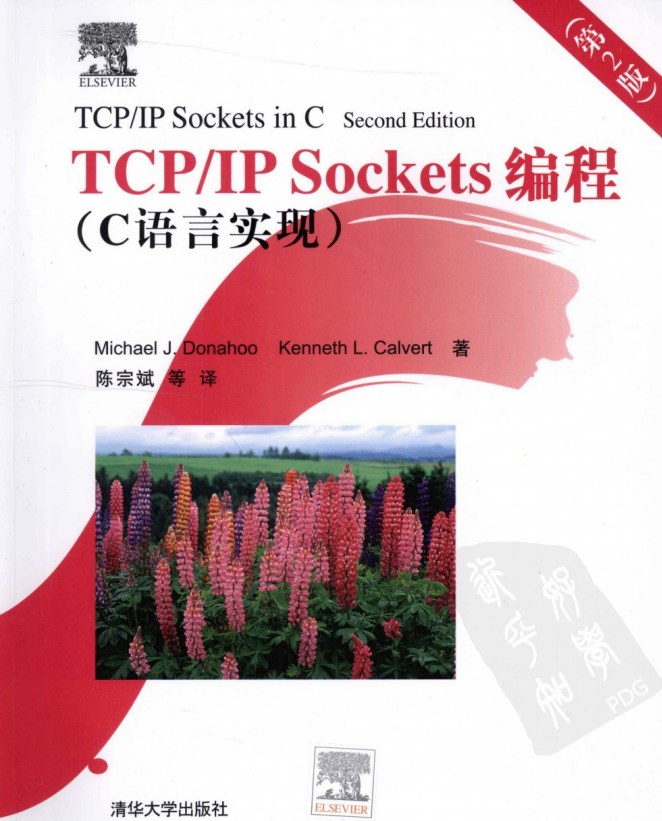 ELSEVIER
(第2版)
TCP/IP Sockets in C Second Edition
TCP/IP Sockets 编程
(C语言实现)
Michael J. Donahoo Kenneth L. Calvert 著
陈宗斌 等 译
PDG
清华大学出版社
ELSEVIER